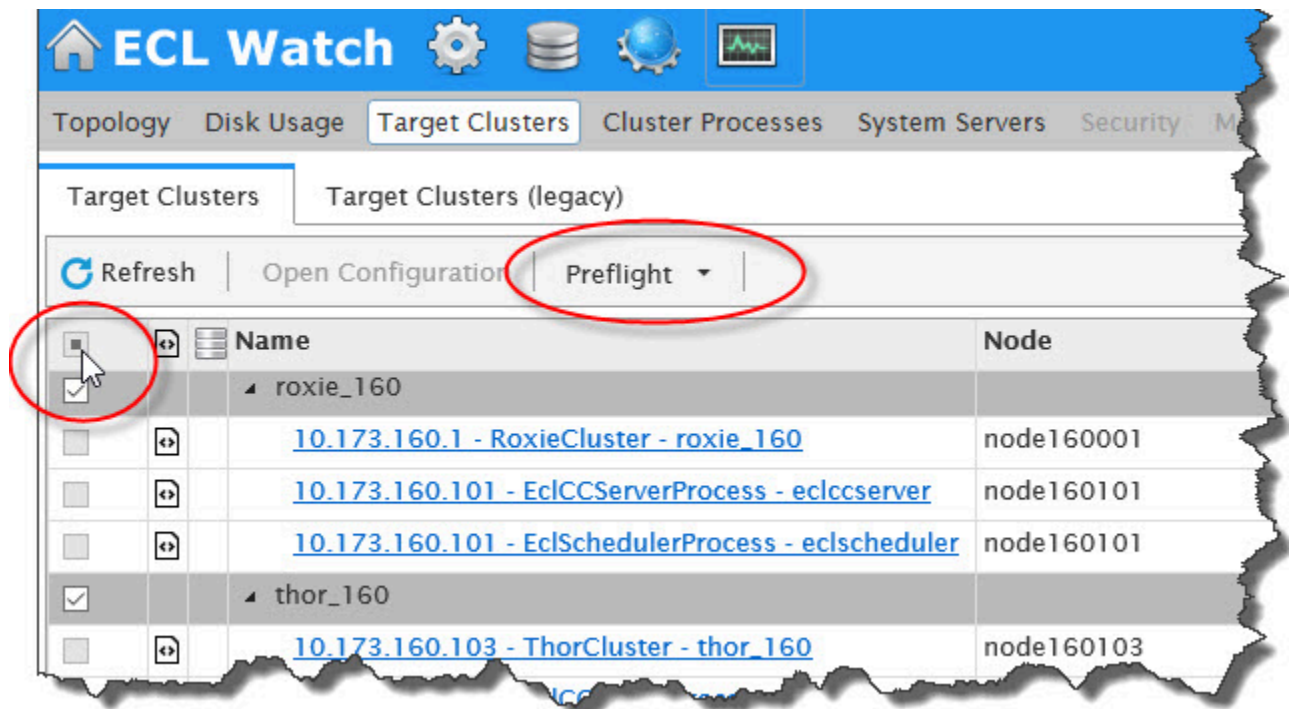 ECL Watch
Topology Disk Usage Target Clusters Cluster Processes System Servers Security
Target Clusters Target Clusters (legacy)
Refresh Open Configuration Preflight
Name Node
roxie_160
10.173.160.1 - RoxieCluster - roxie_160 node160001
10.173.160.101 - EclCCServerProcess - eclccserver node160101
10.173.160.101 - EclSchedulerProcess - eclscheduler node160101
thor_160
10.173.160.103 - ThorCluster - thor_160 node160103